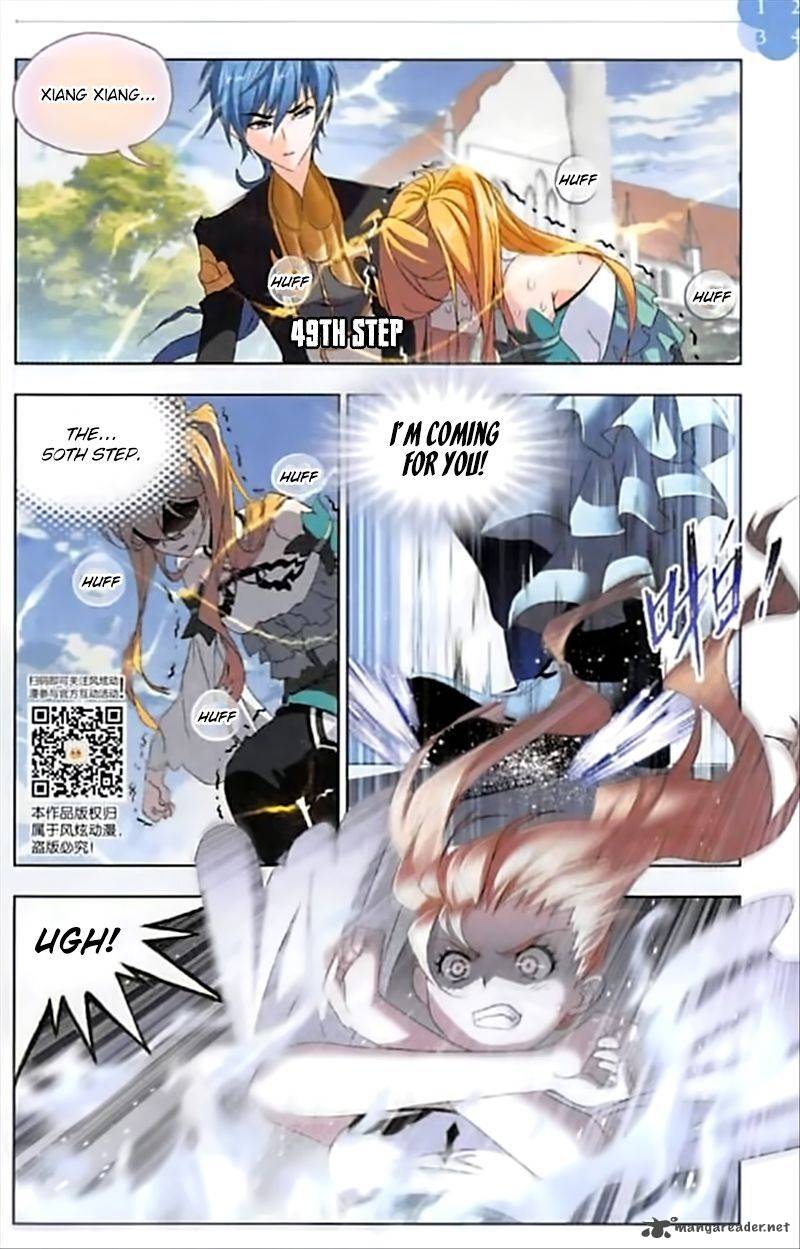 1 2
3 4
XIANG XIANG...
HUFF
HUFF
HUFF
49TH STEP
THE...
50TH STEP.
HUFF
HUFF
HUFF
I'M COMING
FOR YOU!
扫码即可关注风炫动
漫参与官方互动活动。
本作品版权归
属于风炫动漫，
盗版必究！
UGH!
mangareader.net